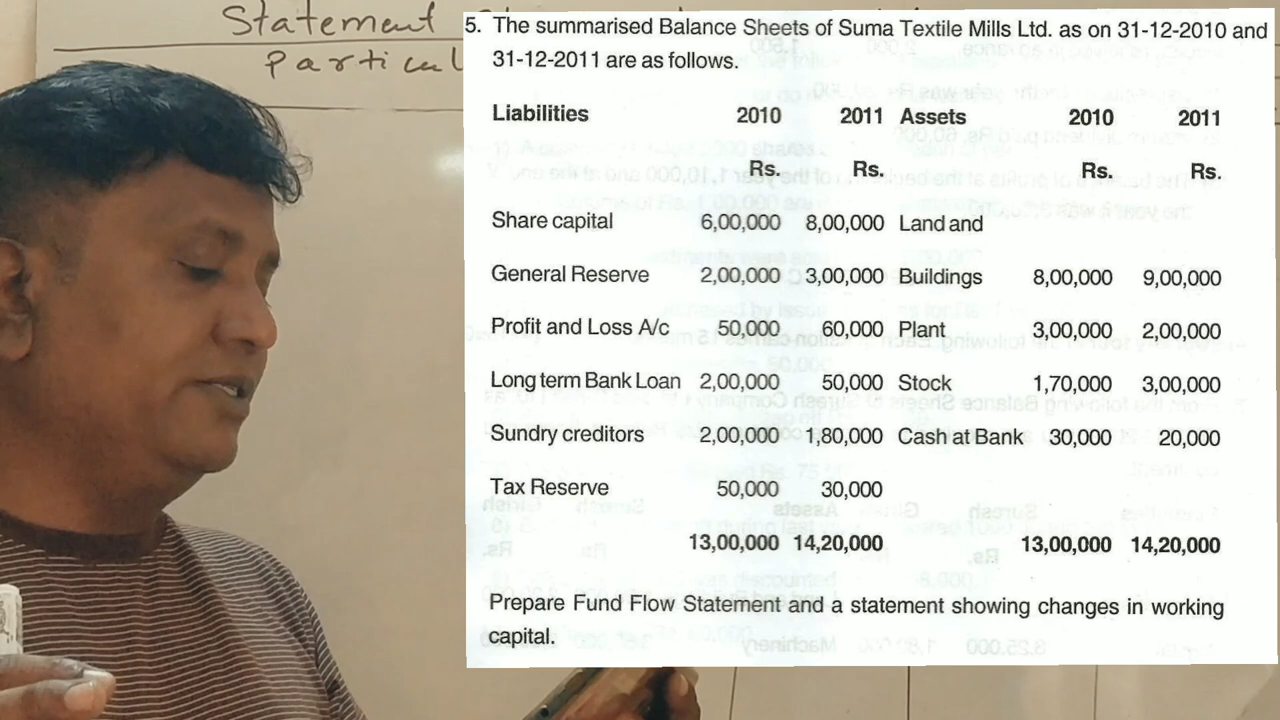 Statement
Particul
5. The summarised Balance Sheets of Suma Textile Mills Ltd. as on 31-12-2010 and
31-12-2011 are as follows.
Liabilities 2010 2011 Assets 2010 2011
Rs. Rs. Rs. Rs.
Share capital 6,00,000 8,00,000 Land and
General Reserve 2,00,000 3,00,000 Buildings 8,00,000 9,00,000
Profit and Loss A/c 50,000 60,000 Plant 3,00,000 2,00,000
Long term Bank Loan 2,00,000 50,000 Stock 1,70,000 3,00,000
Sundry creditors 2,00,000 1,80,000 Cash at Bank 30,000 20,000
Tax Reserve 50,000 30,000
13,00,000 14,20,000 13,00,000 14,20,000
Prepare Fund Flow Statement and a statement showing changes in working
capital.